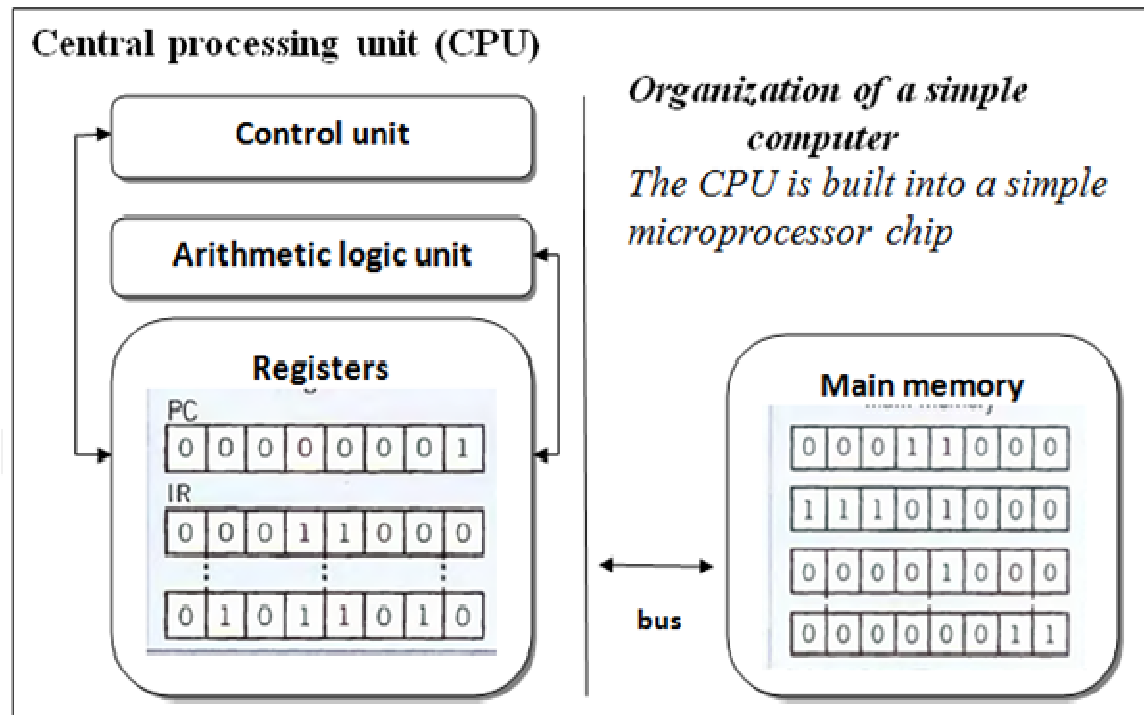 Central processing unit (CPU)
Organization of a simple
computer
The CPU is built into a simple
microprocessor chip
Control unit
Arithmetic logic unit
Registers
PC
0 0 0 0 0 0 0 1
IR
0 0 0 1 1 0 0 0
0 1 0 1 1 0 1 0
bus
Main memory
0 0 0 1 1 0 0 0
1 1 1 0 1 0 0 0
0 0 0 0 1 0 0 0
0 0 0 0 0 0 1 1